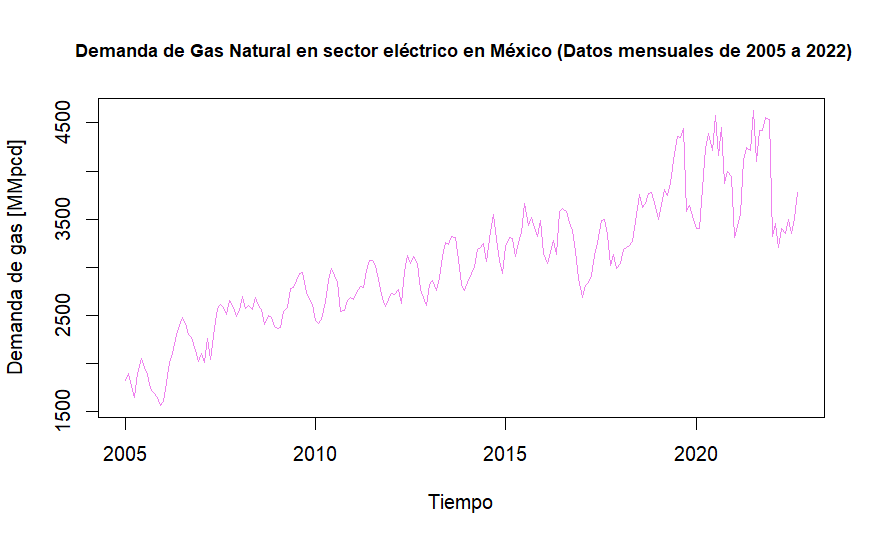 Demanda de Gas Natural en sector eléctrico en México (Datos mensuales de 2005 a 2022)
Demanda de gas [MMpcd]
4500
3500
2500
1500
2005 2010 2015 2020
Tiempo